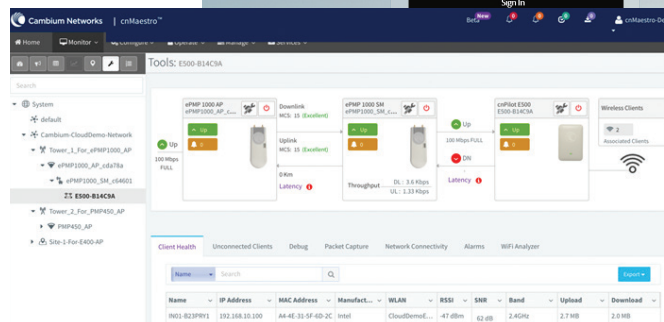 Sign In
Cambium Networks | cnMaestro™
Beta New
cnMaestro-De
Home Monitor Configure Operate Manage Services
Tools: E500-B14C9A
Search
System
default
Cambium-CloudDemo-Network
Tower_1_For_ePMP1000_AP
ePMP1000_AP_cda78a
ePMP1000_SM_c64601
E500-B14C9A
Tower_2_For_PMP450_AP
PMP450_AP
Site-1-For-E400-AP
Up
100 Mbps
FULL
ePMP 1000 AP
ePMP1000_AP_c...
Up
0
Downlink
MCS: 15 (Excellent)
Uplink
MCS: 15 (Excellent)
0 Km
Latency
ePMP 1000 SM
ePMP1000_SM_c...
Up
0
Throughput
DL : 3.6 Kbps
UL : 1.33 Kbps
Up
100 Mbps FULL
DN
-
Latency
cnPilot E500
E500-B14C9A
Up
0
Wireless Clients
2
Associated Clients
Client Health Unconnected Clients Debug Packet Capture Network Connectivity Alarms WiFi Analyzer
Name Search Export
Name IP Address MAC Address Manufact... WLAN RSSI SNR Band Upload Download
IN01-B23PRY1 192.168.10.100 A4-4E-31-5F-6D-2C Intel CloudDemoE... -47 dBm 62 dB 2.4GHz 2.7 MB 2.0 MB